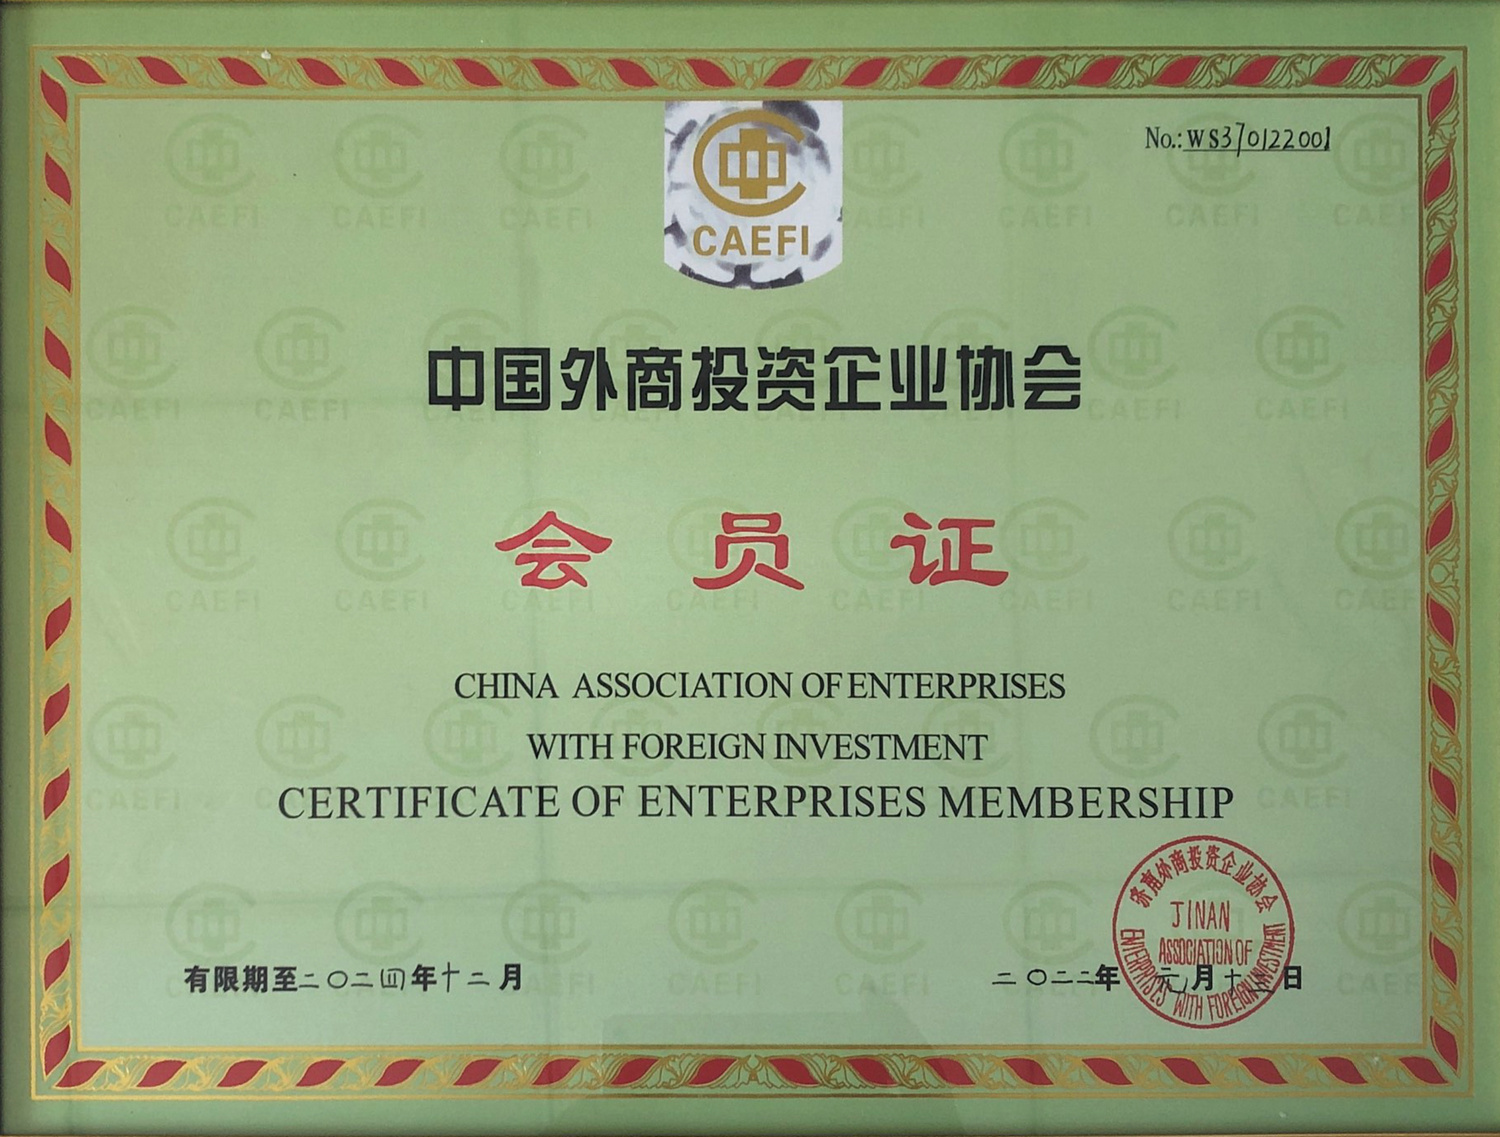 No.: WS370122001
CAEFI
中国外商投资企业协会
会员证
CHINA ASSOCIATION OF ENTERPRISES
WITH FOREIGN INVESTMENT
CERTIFICATE OF ENTERPRISES MEMBERSHIP
济南外商投资企业协会
JINAN
ASSOCIATION OF
ENTERPRISES WITH FOREIGN INVESTMENT
有限期至二〇二四年十二月
二〇二二年元月十二日